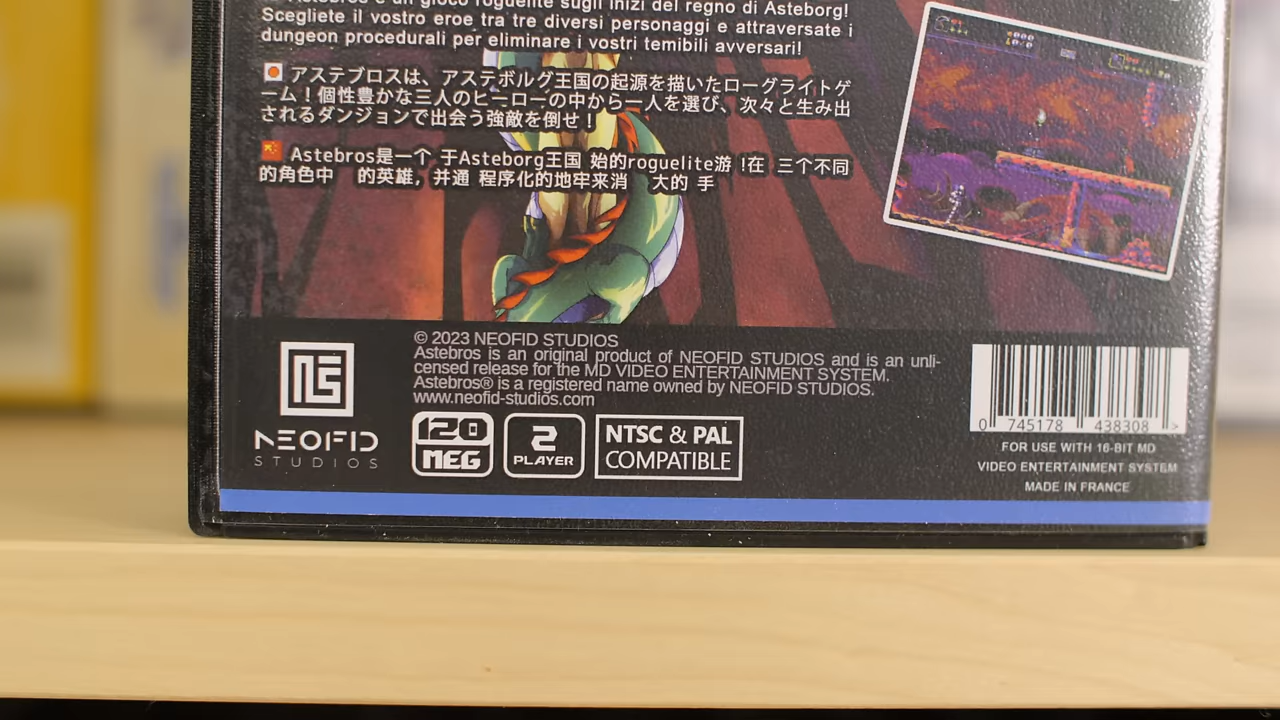 Astebros è un gioco roguelite sugli inizi del regno di Asteborg!
Scegliete il vostro eroe tra tre diversi personaggi e attraversate i
dungeon procedurali per eliminare i vostri temibili avversari!
アステブロスは、アステボルグ王国の起源を描いたローグライトゲ
ーム！個性豊かな三人のヒーローの中から一人を選び、次々と生み出
されるダンジョンで出会う強敵を倒せ！
Astebros是一个 于Asteborg王国 始的roguelite游 !在 三个不同
的角色中 的英雄，并通 程序化的地牢来消 大的 手
© 2023 NEOFID STUDIOS
Astebros is an original product of NEOFID STUDIOS and is an unli-
censed release for the MD VIDEO ENTERTAINMENT SYSTEM.
Astebros® is a registered name owned by NEOFID STUDIOS.
www.neofid-studios.com
NEOFID
STUDIOS
120
MEG
2
PLAYER
NTSC & PAL
COMPATIBLE
0 745178 438308 >
FOR USE WITH 16-BIT MD
VIDEO ENTERTAINMENT SYSTEM
MADE IN FRANCE